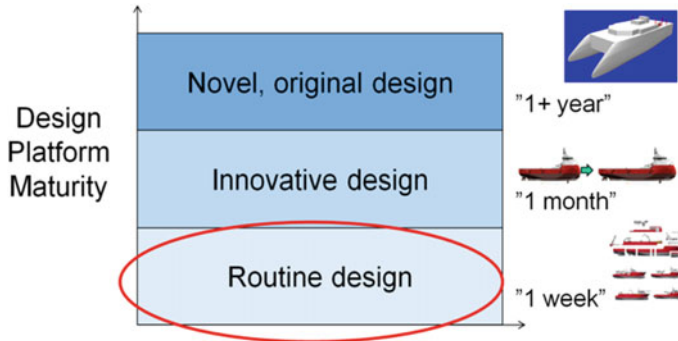 Design
Platform
Maturity
Novel, original design
Innovative design
Routine design
”1+ year”
”1 month”
”1 week”